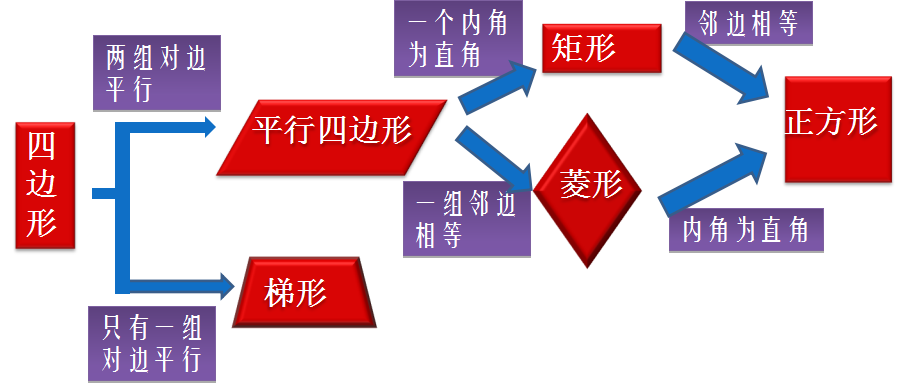 四
边
形
两组对边
平行
平行四边形
只有一组
对边平行
梯形
一个内角
为直角
矩形
一组邻边
相等
菱形
邻边相等
内角为直角
正方形